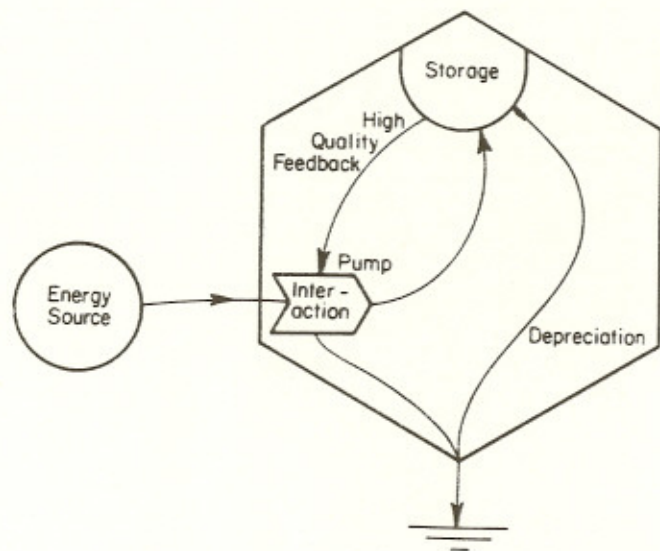 Storage
High
Quality
Feedback
Pump
Energy
Source
Inter-
action
Depreciation